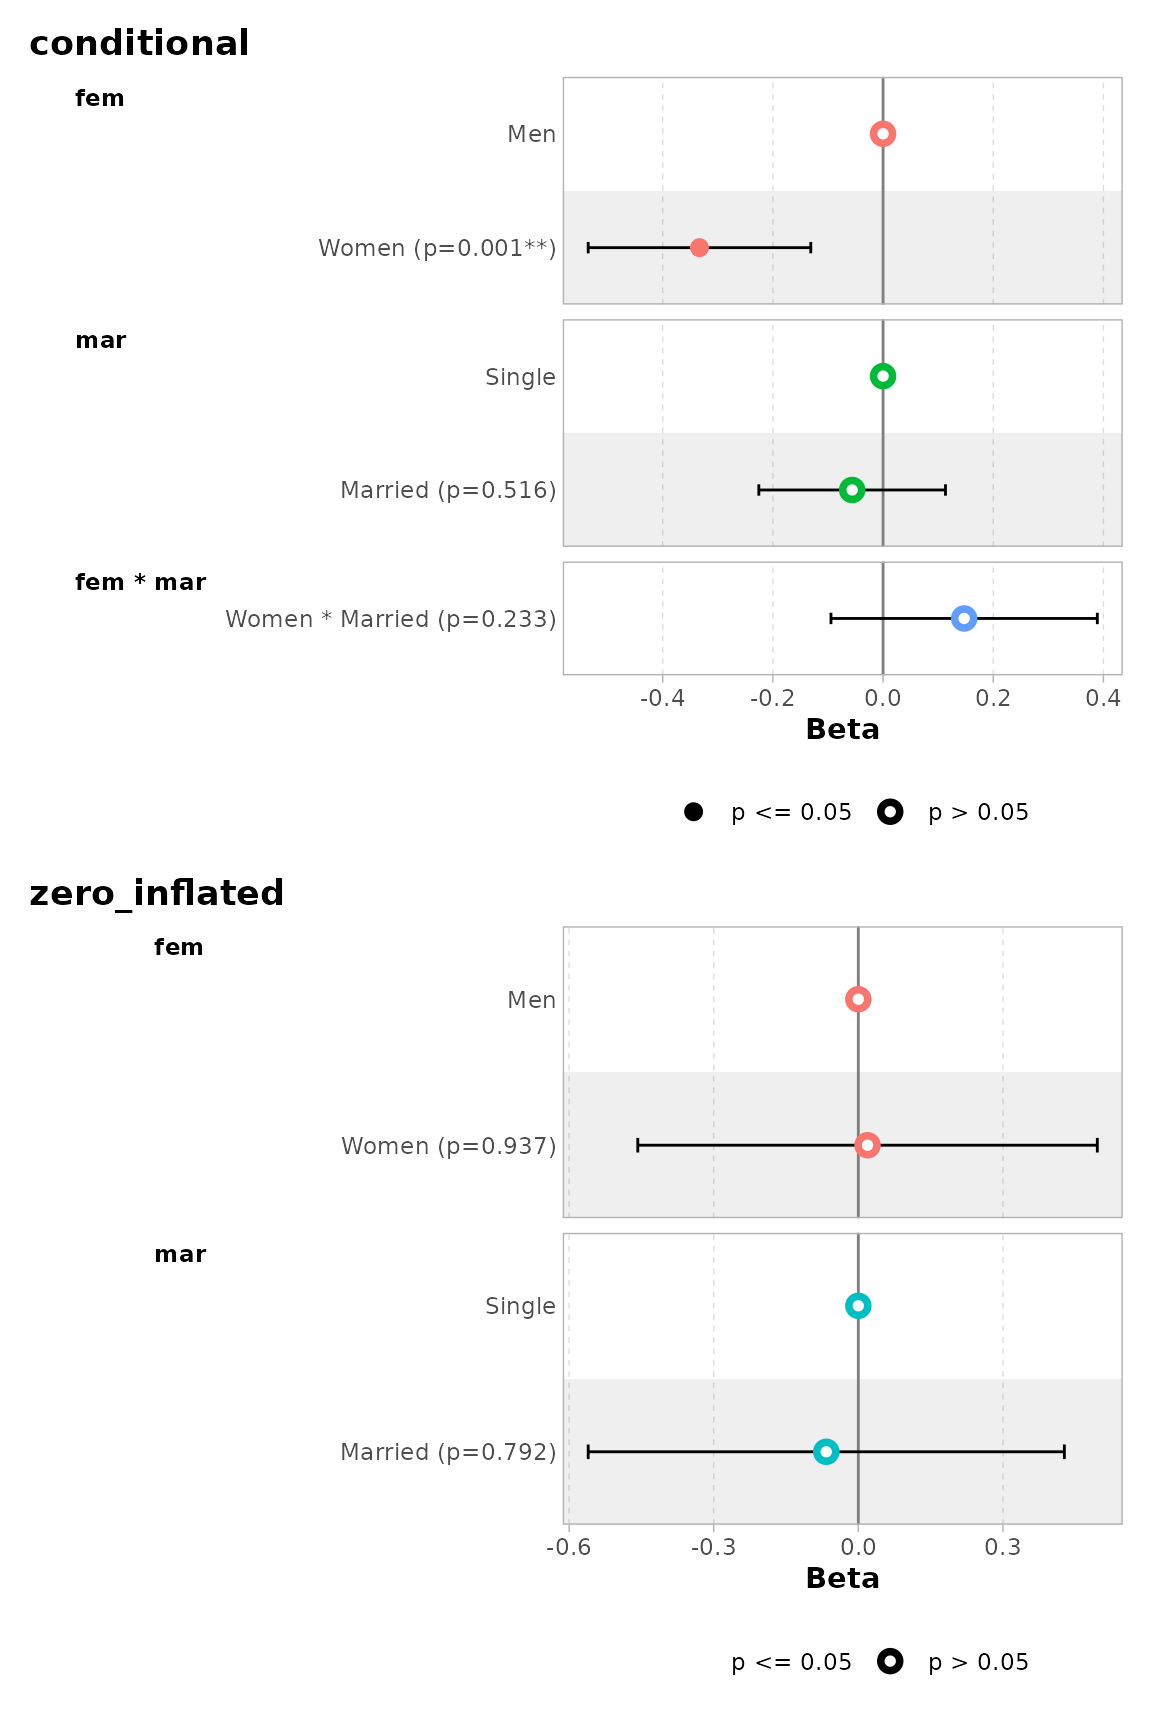 conditional
fem
Men
Women (p=0.001**)
mar
Single
Married (p=0.516)
fem * mar
Women * Married (p=0.233)
-0.4 -0.2 0.0 0.2 0.4
Beta
p <= 0.05 p > 0.05
zero_inflated
fem
Men
Women (p=0.937)
mar
Single
Married (p=0.792)
-0.6 -0.3 0.0 0.3
Beta
p <= 0.05 p > 0.05